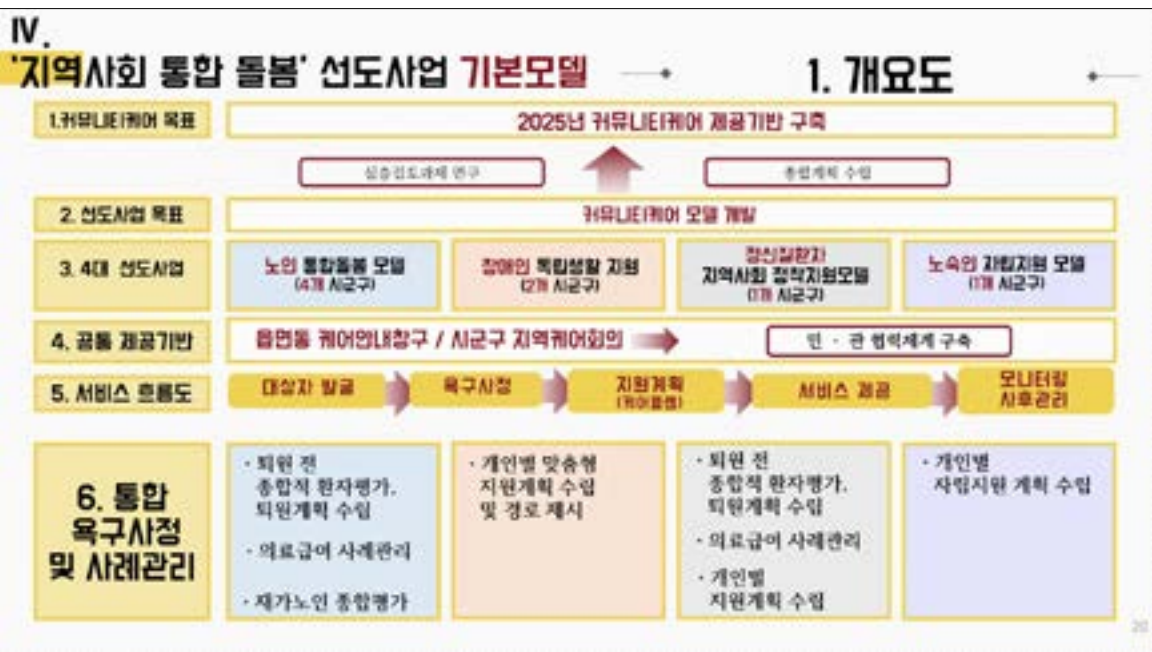 Ⅳ.
'지역사회 통합 돌봄' 선도사업 기본모델
1. 개요도
1.커뮤니티케어 목표
2025년 커뮤니티케어 제공기반 구축
심층검토과제 연구
종합계획 수립
2. 선도사업 목표
커뮤니티케어 모델 개발
3. 4대 선도사업
노인 통합돌봄 모델
(4개 시군구)
장애인 독립생활 지원
(2개 시군구)
정신질환자
지역사회 정착지원모델
(1개 시군구)
노숙인 자립지원 모델
(1개 시군구)
4. 공통 제공기반
읍면동 케어안내창구 / 시군구 지역케어회의
민 · 관 협력체계 구축
5. 서비스 흐름도
대상자 발굴
욕구사정
지원계획
(케어플랜)
서비스 제공
모니터링
사후관리
6. 통합
욕구사정
및 사례관리
· 퇴원 전
종합적 환자평가.
퇴원계획 수립
· 의료급여 사례관리
· 재가노인 종합평가
· 개인별 맞춤형
지원계획 수립
및 경로 제시
· 퇴원 전
종합적 환자평가.
퇴원계획 수립
· 의료급여 사례관리
· 개인별
지원계획 수립
· 개인별
자립지원 계획 수립
20